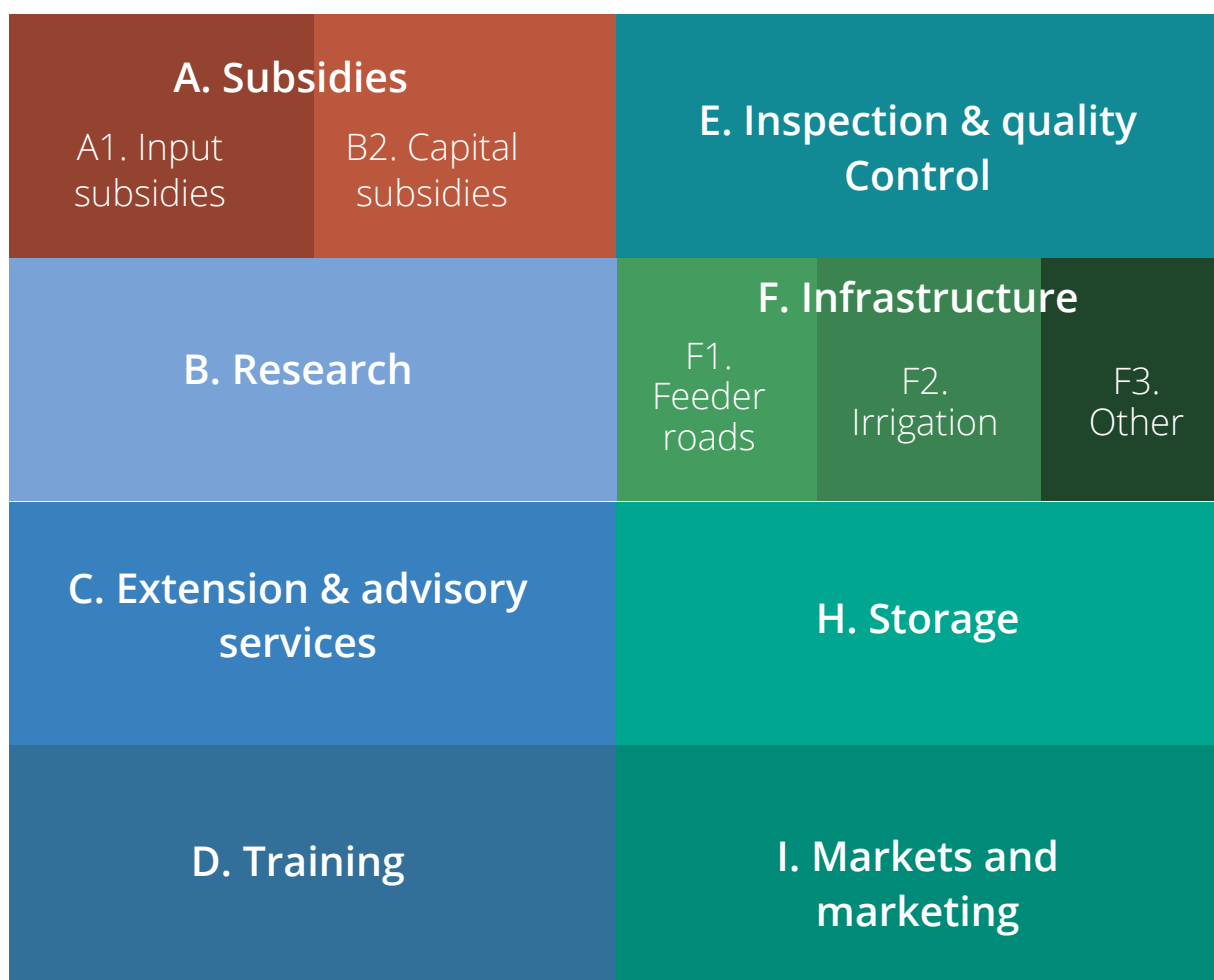 A. Subsidies
A1. Input
subsidies
B2. Capital
subsidies
E. Inspection & quality
Control
B. Research
F. Infrastructure
F1.
Feeder
roads
F2.
Irrigation
F3.
Other
C. Extension & advisory
services
H. Storage
D. Training
I. Markets and
marketing